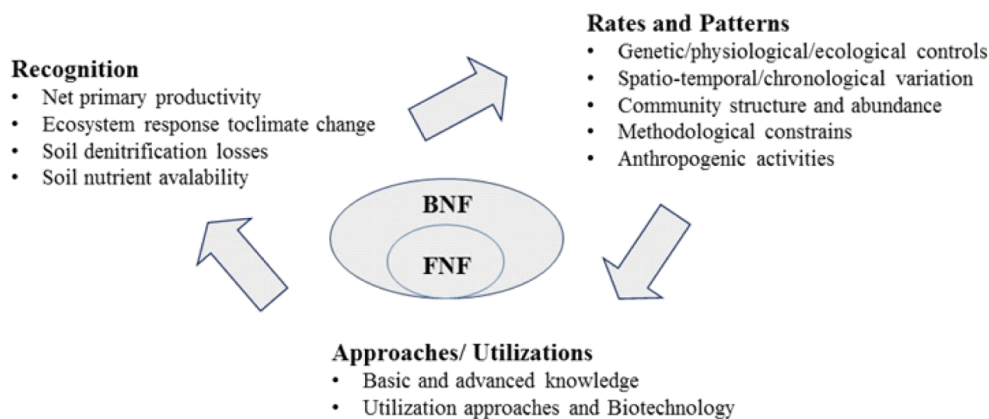 Rates and Patterns
• Genetic/physiological/ecological controls
• Spatio-temporal/chronological variation
• Community structure and abundance
• Methodological constrains
• Anthropogenic activities
Recognition
• Net primary productivity
• Ecosystem response toclimate change
• Soil denitrification losses
• Soil nutrient avalability
BNF
FNF
Approaches/ Utilizations
• Basic and advanced knowledge
• Utilization approaches and Biotechnology